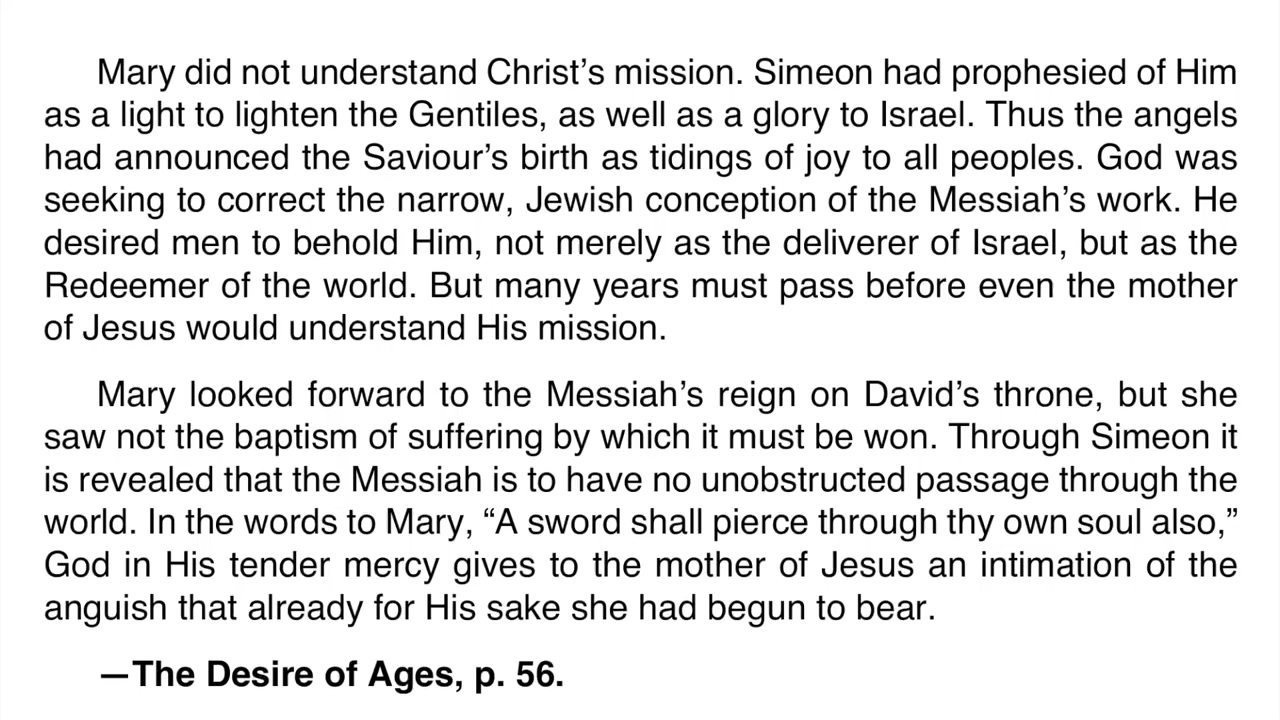 Mary did not understand Christ’s mission. Simeon had prophesied of Him
as a light to lighten the Gentiles, as well as a glory to Israel. Thus the angels
had announced the Saviour’s birth as tidings of joy to all peoples. God was
seeking to correct the narrow, Jewish conception of the Messiah’s work. He
desired men to behold Him, not merely as the deliverer of Israel, but as the
Redeemer of the world. But many years must pass before even the mother
of Jesus would understand His mission.
Mary looked forward to the Messiah’s reign on David’s throne, but she
saw not the baptism of suffering by which it must be won. Through Simeon it
is revealed that the Messiah is to have no unobstructed passage through the
world. In the words to Mary, “A sword shall pierce through thy own soul also,”
God in His tender mercy gives to the mother of Jesus an intimation of the
anguish that already for His sake she had begun to bear.
—The Desire of Ages, p. 56.